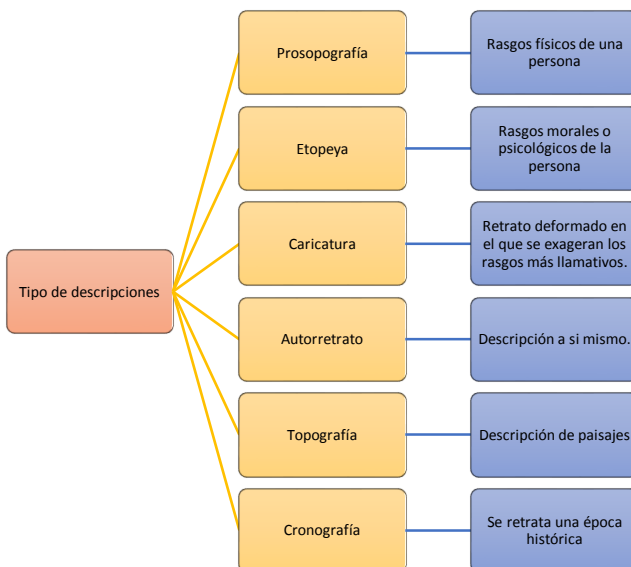 Tipo de descripciones
Prosopografía
Rasgos físicos de una
persona
Etopeya
Rasgos morales o
psicológicos de la
persona
Caricatura
Retrato deformado en
el que se exageran los
rasgos más llamativos.
Autorretrato
Descripción a si mismo.
Topografía
Descripción de paisajes
Cronografía
Se retrata una época
histórica